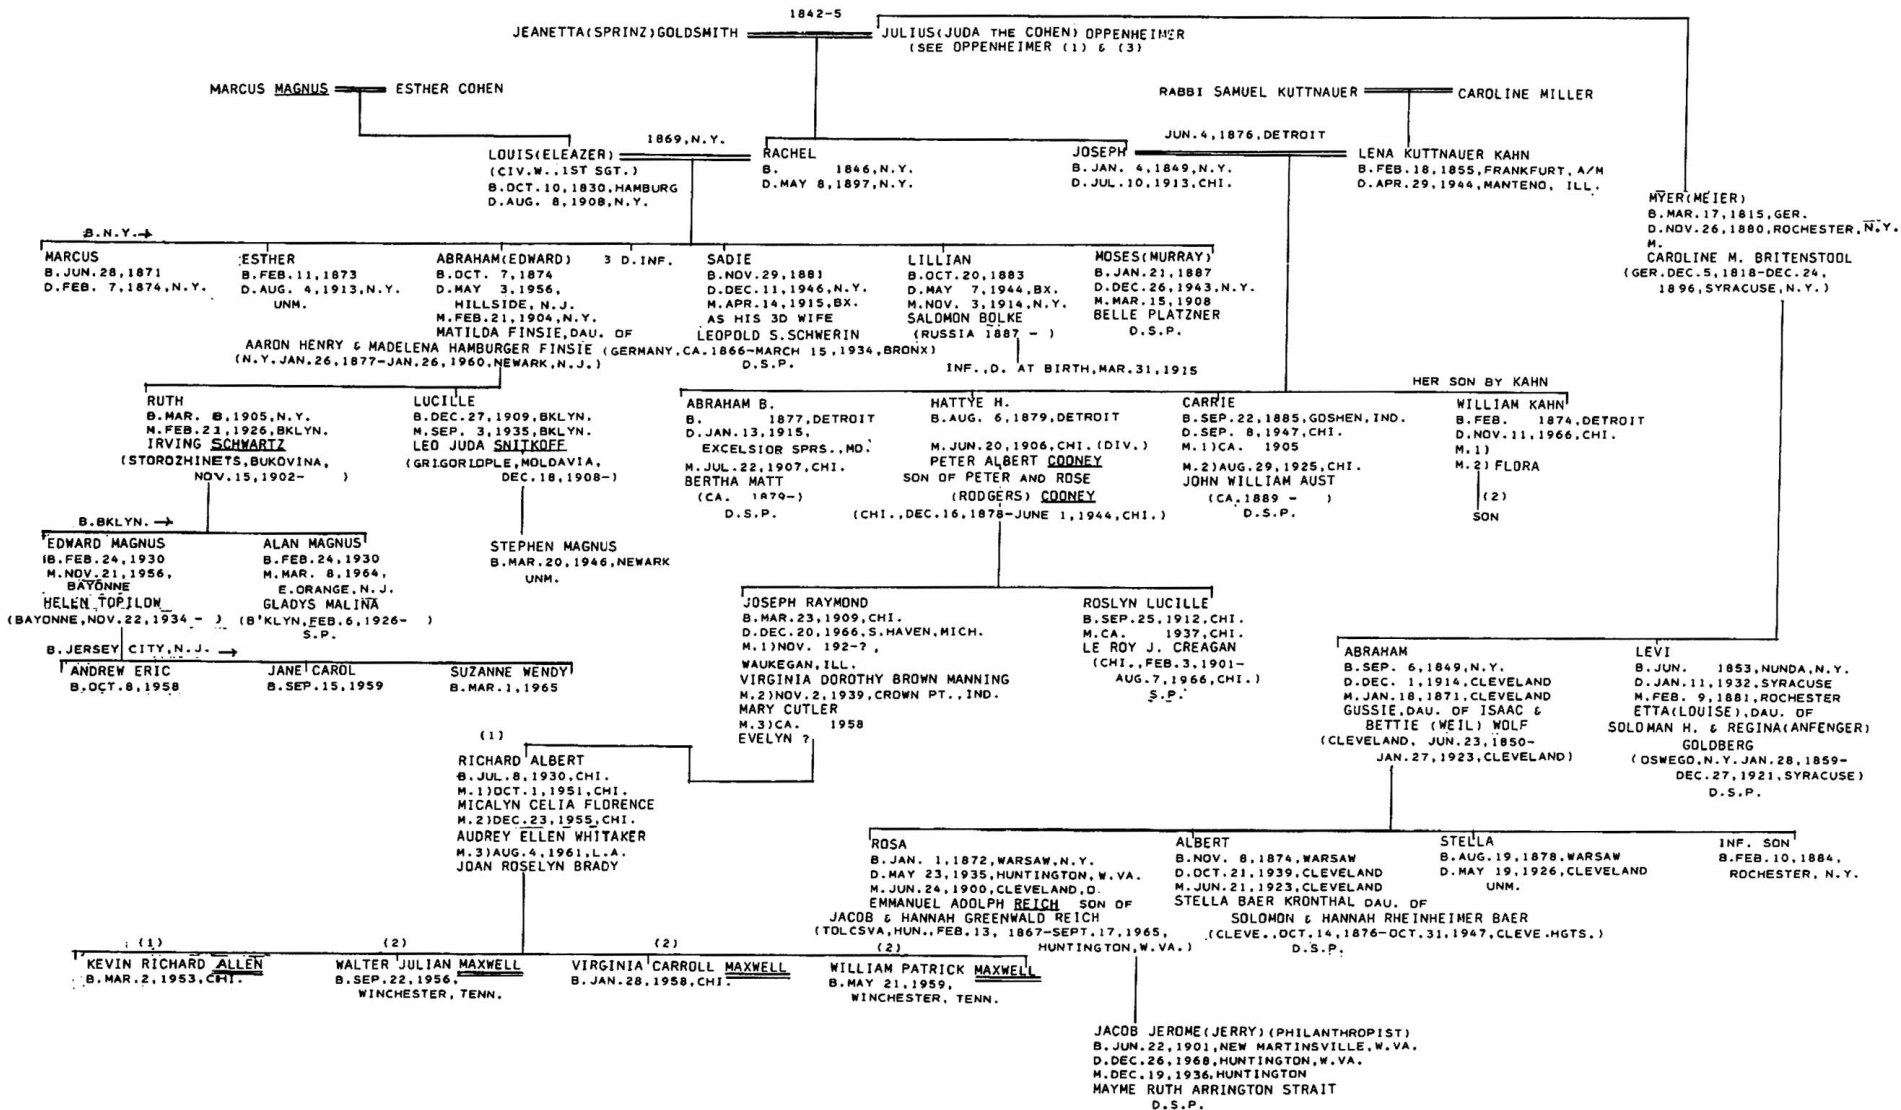 1842-5
JEANETTA(SPRINZ)GOLDSMITH
JULIUS(JUDA THE COHEN) OPPENHEIMER
(SEE OPPENHEIMER (1) & (3)
MARCUS MAGNUS
ESTHER COHEN
RABBI SAMUEL KUTTNAUER
CAROLINE MILLER
1869,N.Y.
LOUIS(ELEAZER)
(CIV.W.,1ST SGT.)
B.OCT.10,1830,HAMBURG
D.AUG. 8,1908,N.Y.
RACHEL
B. 1846,N.Y.
D.MAY 8,1897,N.Y.
JUN.4,1876,DETROIT
JOSEPH
B.JAN. 4,1849,N.Y.
D.JUL.10,1913,CHI.
LENA KUTTNAUER KAHN
B.FEB.18,1855,FRANKFURT,A/M
D.APR.29,1944,MANTENO, ILL.
MYER(MEIER)
B.MAR.17,1815,GER.
D.NOV.26,1880,ROCHESTER,N.Y.
M.
CAROLINE M. BRITENSTOOL
(GER.DEC.5,1818-DEC.24,
1896,SYRACUSE,N.Y.)
B.N.Y.→
MARCUS
B.JUN.28,1871
D.FEB. 7,1874,N.Y.
ESTHER
B.FEB.11,1873
D.AUG. 4,1913,N.Y.
UNM.
ABRAHAM(EDWARD)
B.OCT. 7,1874
D.MAY 3,1956,
HILLSIDE,N.J.
M.FEB.21,1904,N.Y.
MATILDA FINSIE,DAU. OF
AARON HENRY & MADELENA HAMBURGER FINSIE
(N.Y.JAN.26,1877-JAN.26,1960,NEWARK,N.J.)
3 D.INF.
SADIE
B.NOV.29,1881
D.DEC.11,1946,N.Y.
M.APR.14,1915,BX.
AS HIS 3D WIFE
LEOPOLD S.SCHWERIN
(GERMANY,CA.1866-MARCH 15,1934,BRONX)
D.S.P.
LILLIAN
B.OCT.20,1883
D.MAY 7,1944,BX.
M.NOV. 3,1914,N.Y.
SALOMON BOLKE
(RUSSIA 1887 - )
INF.,D. AT BIRTH,MAR.31,1915
MOSES(MURRAY)
B.JAN.21,1887
D.DEC.26,1943,N.Y.
M.MAR.15,1908
BELLE PLATZNER
D.S.P.
RUTH
B.MAR. 8,1905,N.Y.
M.FEB.21,1926,BKLYN.
IRVING SCHWARTZ
(STOROZHINETS,BUKOVINA,
NOV.15,1902- )
LUCILLE
B.DEC.27,1909,BKLYN.
M.SEP. 3,1935,BKLYN.
LEO JUDA SNITKOFF
(GRIGORIOPLE,MOLDAVIA,
DEC.18,1908-)
ABRAHAM B.
B. 1877,DETROIT
D.JAN.13,1915,
EXCELSIOR SPRS.,MO.
M.JUL.22,1907,CHI.
BERTHA MATT
(CA. 1879-)
D.S.P.
HATTYE H.
B.AUG. 6,1879,DETROIT
M.JUN.20,1906,CHI.(DIV.)
PETER ALBERT COONEY
SON OF PETER AND ROSE
(RODGERS) COONEY
(CHI.,DEC.16,1878-JUNE 1,1944,CHI.)
CARRIE
B.SEP.22,1885,GOSHEN,IND.
D.SEP. 8,1947,CHI.
M.1)CA. 1905
M.2)AUG.29,1925,CHI.
JOHN WILLIAM AUST
(CA.1889 - )
D.S.P.
HER SON BY KAHN
WILLIAM KAHN
B.FEB. 1874,DETROIT
D.NOV.11,1966,CHI.
M.1)
M.2) FLORA
(2)
SON
B.BKLYN. →
EDWARD MAGNUS
B.FEB.24,1930
M.NOV.21,1956,
BAYONNE
HELEN TOPILOW
(BAYONNE,NOV.22,1934 - )
ALAN MAGNUS
B.FEB.24,1930
M.MAR. 8,1964,
E.ORANGE,N.J.
GLADYS MALINA
(B'KLYN,FEB.6,1926- )
S.P.
STEPHEN MAGNUS
B.MAR.20,1946,NEWARK
UNM.
B.JERSEY CITY,N.J. →
ANDREW ERIC
B.OCT.8,1958
JANE CAROL
B.SEP.15,1959
SUZANNE WENDY
B.MAR.1,1965
JOSEPH RAYMOND
B.MAR.23,1909,CHI.
D.DEC.20,1966,S.HAVEN,MICH.
M.1)NOV. 192-?,
WAUKEGAN,ILL.
VIRGINIA DOROTHY BROWN MANNING
M.2)NOV.2,1939,CROWN PT.,IND.
MARY CUTLER
M.3)CA. 1958
EVELYN ?
ROSLYN LUCILLE
B.SEP.25,1912,CHI.
M.CA. 1937,CHI.
LE ROY J. CREAGAN
(CHI.,FEB.3,1901-
AUG.7,1966,CHI.)
S.P.
ABRAHAM
B.SEP. 6,1849,N.Y.
D.DEC. 1,1914,CLEVELAND
M.JAN.18,1871,CLEVELAND
GUSSIE,DAU. OF ISAAC &
BETTIE (WEIL) WOLF
(CLEVELAND, JUN.23,1850-
JAN.27,1923,CLEVELAND)
LEVI
B.JUN. 1853,NUNDA,N.Y.
D.JAN.11,1932,SYRACUSE
M.FEB. 9,1881,ROCHESTER
ETTA(LOUISE),DAU. OF
SOLOMAN H. & REGINA(ANFENGER)
GOLDBERG
(OSWEGO,N.Y.JAN.28,1859-
DEC.27,1921,SYRACUSE)
D.S.P.
(1)
RICHARD ALBERT
B.JUL.8,1930,CHI.
M.1)OCT.1,1951,CHI.
MICALYN CELIA FLORENCE
M.2)DEC.23,1955,CHI.
AUDREY ELLEN WHITAKER
M.3)AUG.4,1961,L.A.
JOAN ROSELYN BRADY
ROSA
B.JAN. 1,1872,WARSAW,N.Y.
D.MAY 23,1935,HUNTINGTON,W.VA.
M.JUN.24,1900,CLEVELAND,O.
EMMANUEL ADOLPH REICH SON OF
JACOB & HANNAH GREENWALD REICH
(TOLCSVA,HUN.,FEB.13, 1867-SEPT.17,1965,
HUNTINGTON,W.VA.)
ALBERT
B.NOV. 8,1874,WARSAW
D.OCT.21,1939,CLEVELAND
M.JUN.21,1923,CLEVELAND
STELLA BAER KRONTHAL DAU. OF
SOLOMON & HANNAH RHEINHEIMER BAER
(CLEVE.,OCT.14,1876-OCT.31,1947,CLEVE.HGTS.)
D.S.P.
STELLA
B.AUG.19,1878,WARSAW
D.MAY 19,1926,CLEVELAND
UNM.
INF. SON
B.FEB.10,1884,
ROCHESTER, N.Y.
(1)
KEVIN RICHARD ALLEN
B.MAR.2,1953,CHI.
(2)
WALTER JULIAN MAXWELL
B.SEP.22,1956,
WINCHESTER,TENN.
(2)
VIRGINIA CARROLL MAXWELL
B.JAN.28,1958,CHI.
(2)
WILLIAM PATRICK MAXWELL
B.MAY 21,1959,
WINCHESTER, TENN.
JACOB JEROME(JERRY)(PHILANTHROPIST)
B.JUN.22,1901,NEW MARTINSVILLE,W.VA.
D.DEC.26,1968,HUNTINGTON,W.VA.
M.DEC.19,1936,HUNTINGTON
MAYME RUTH ARRINGTON STRAIT
D.S.P.